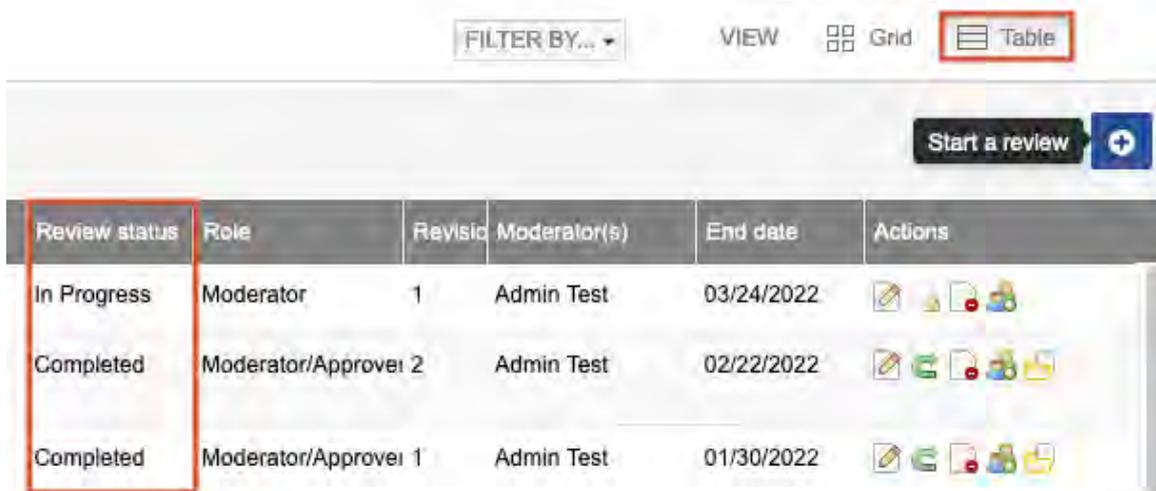 FILTER BY... VIEW Grid Table
Start a review
Review status Role Revisio Moderator(s) End date Actions
In Progress Moderator 1 Admin Test 03/24/2022
Completed Moderator/Approver 2 Admin Test 02/22/2022
Completed Moderator/Approver 1 Admin Test 01/30/2022